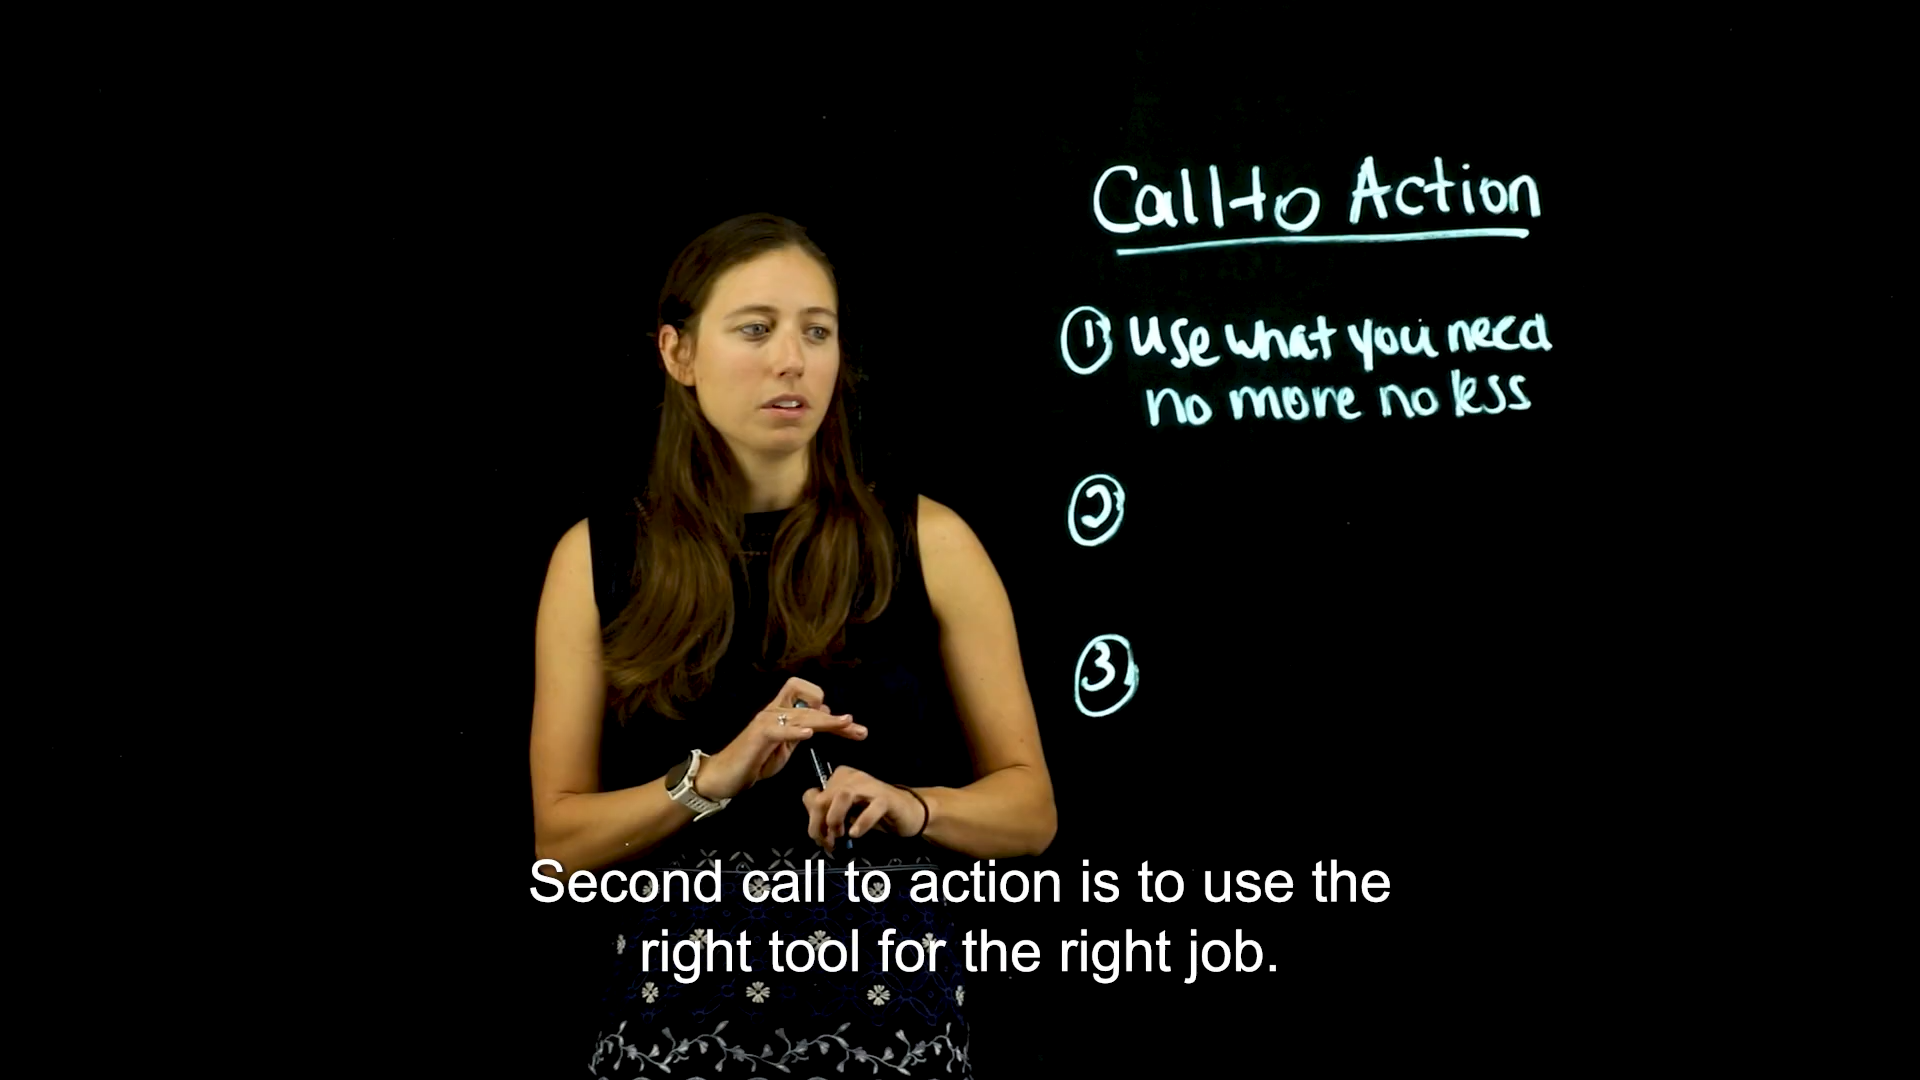 Call to Action
① Use what you need
no more no less
②
③
Second call to action is to use the
right tool for the right job.